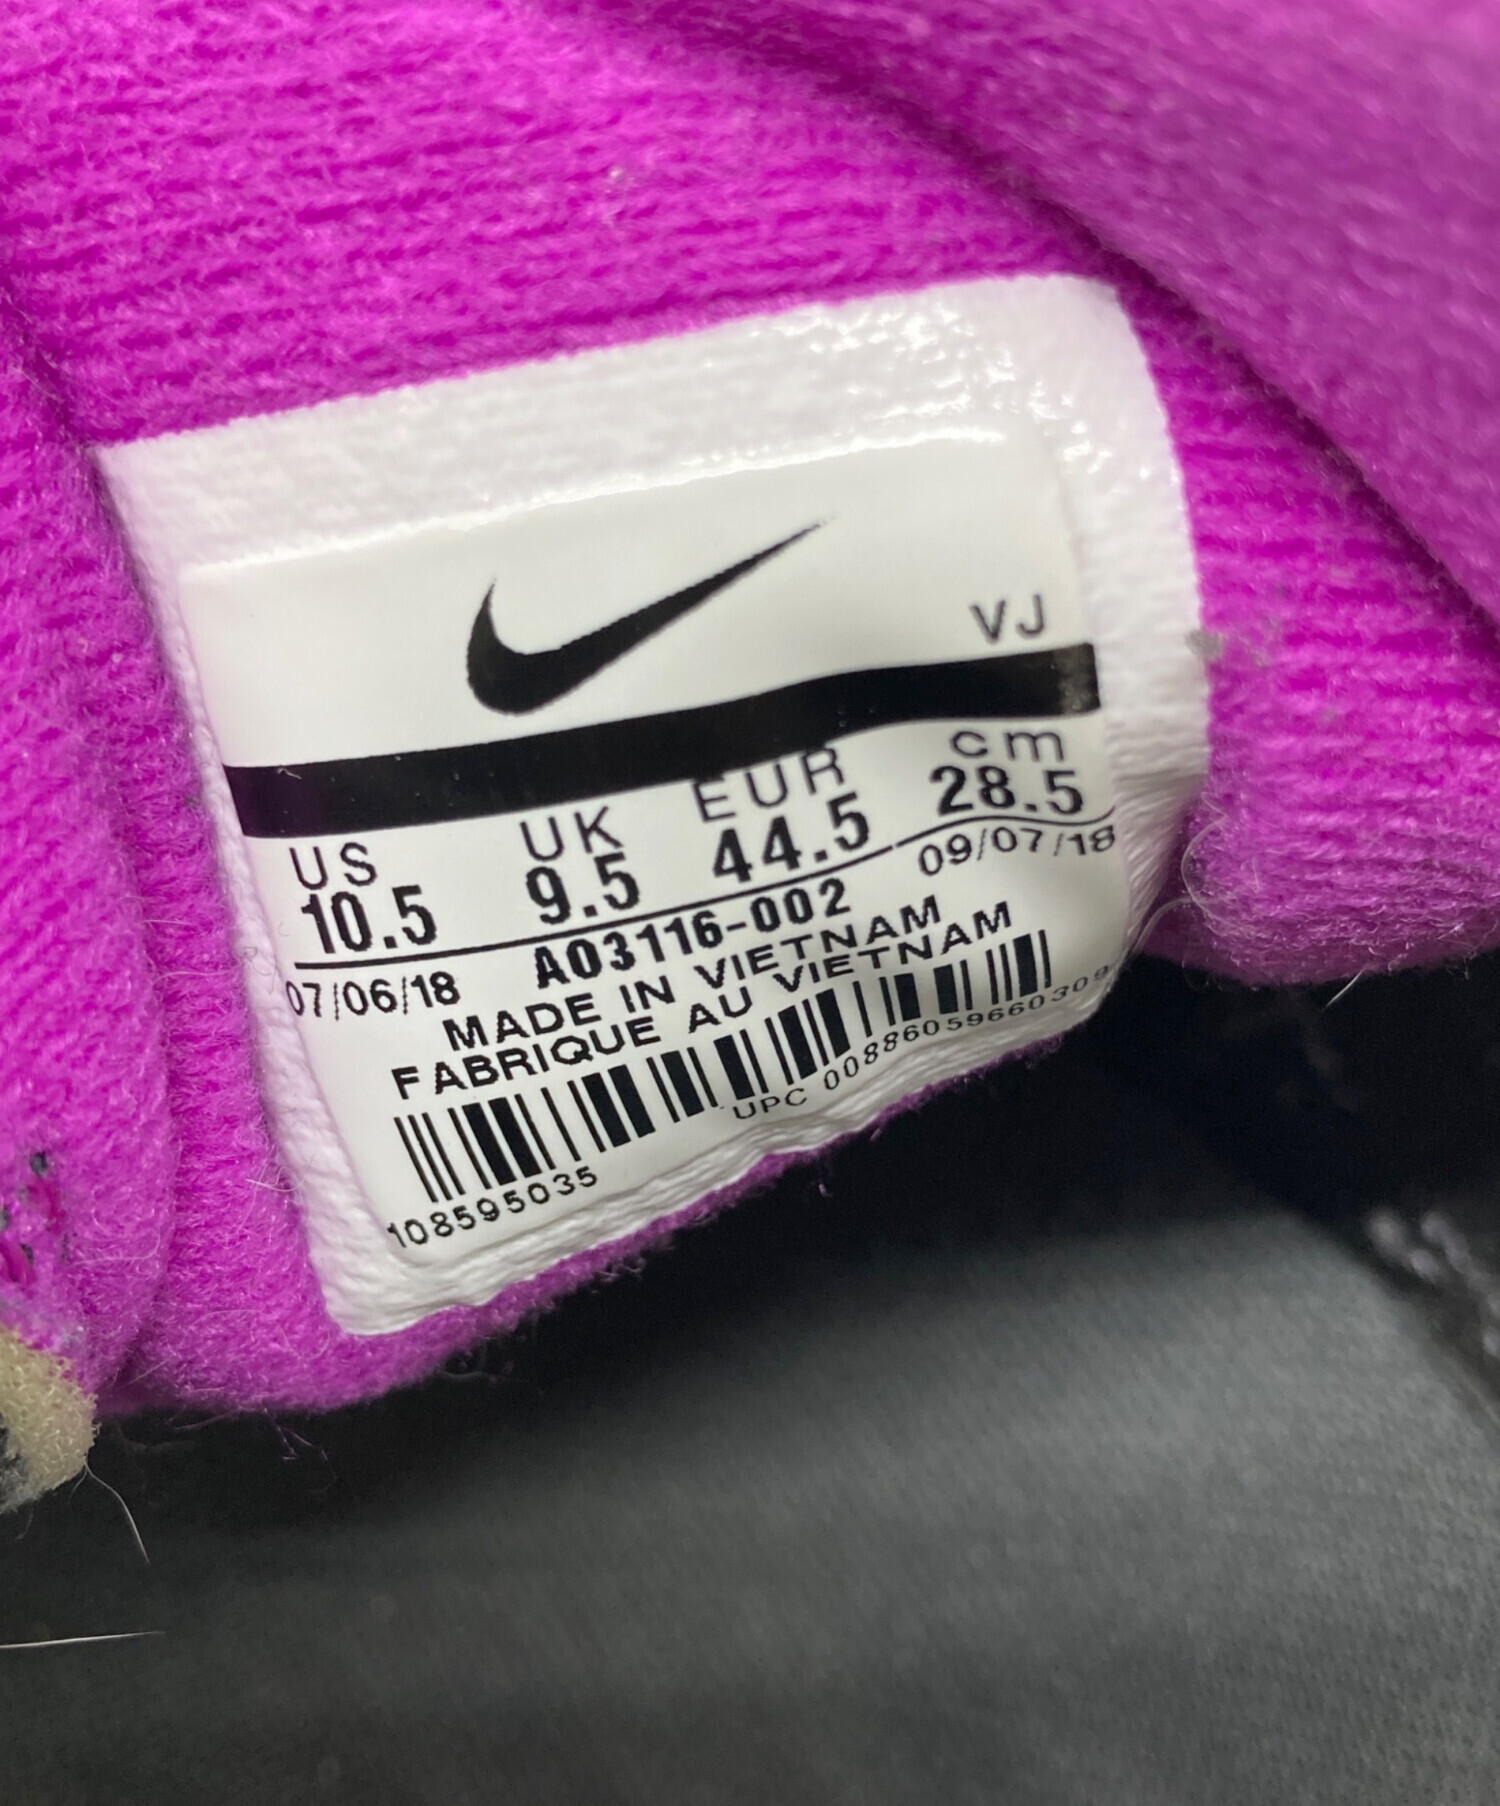 VJ
US UK EUR cm
10.5 9.5 44.5 28.5
07/06/18 AO3116-002 09/07/18
MADE IN VIETNAM
FABRIQUE AU VIETNAM
UPC 00886059660309
108595035